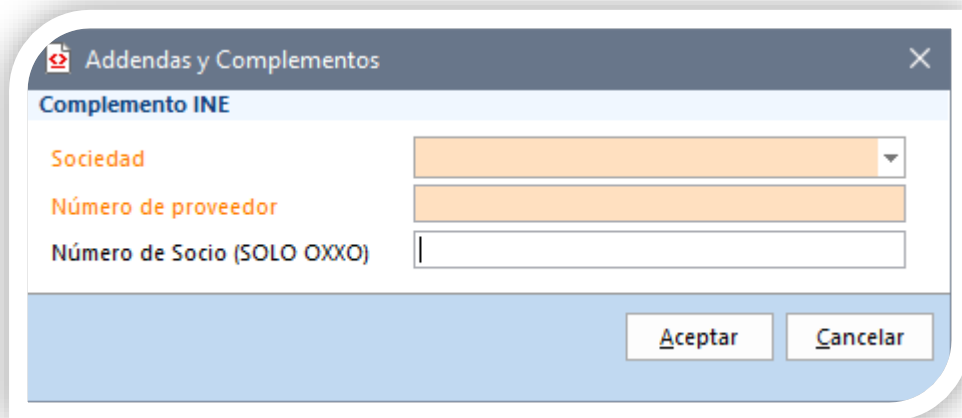 Addendas y Complementos
Complemento INE
Sociedad
Número de proveedor
Número de Socio (SOLO OXXO)
Aceptar Cancelar